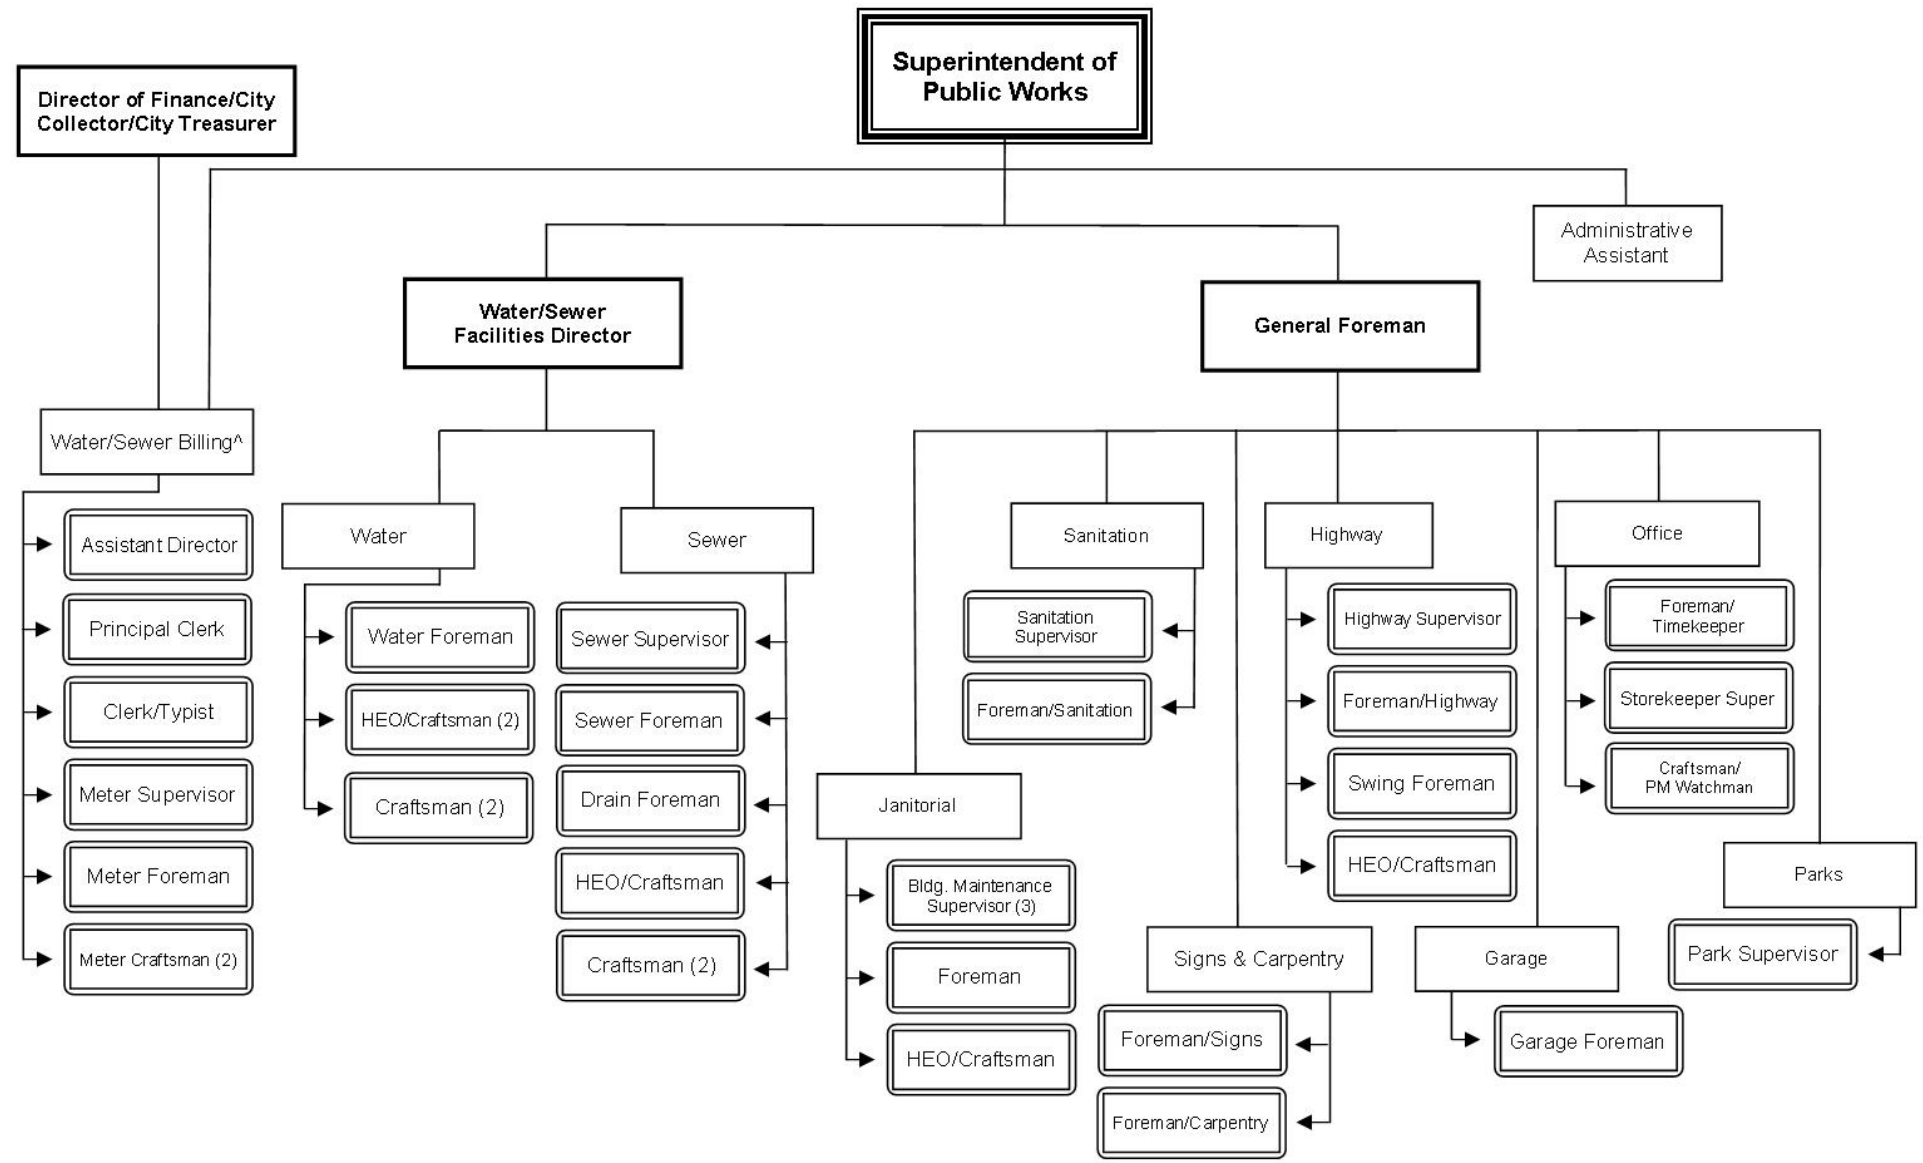 Superintendent of
Public Works
Director of Finance/City
Collector/City Treasurer
Administrative
Assistant
Water/Sewer
Facilities Director
General Foreman
Water/Sewer Billing^
Assistant Director
Principal Clerk
Clerk/Typist
Meter Supervisor
Meter Foreman
Meter Craftsman (2)
Water
Water Foreman
HEO/Craftsman (2)
Craftsman (2)
Sewer
Sewer Supervisor
Sewer Foreman
Drain Foreman
HEO/Craftsman
Craftsman (2)
Janitorial
Bldg. Maintenance
Supervisor (3)
Foreman
HEO/Craftsman
Sanitation
Sanitation
Supervisor
Foreman/Sanitation
Signs & Carpentry
Foreman/Signs
Foreman/Carpentry
Highway
Highway Supervisor
Foreman/Highway
Swing Foreman
HEO/Craftsman
Garage
Garage Foreman
Office
Foreman/
Timekeeper
Storekeeper Super
Craftsman/
PM Watchman
Parks
Park Supervisor